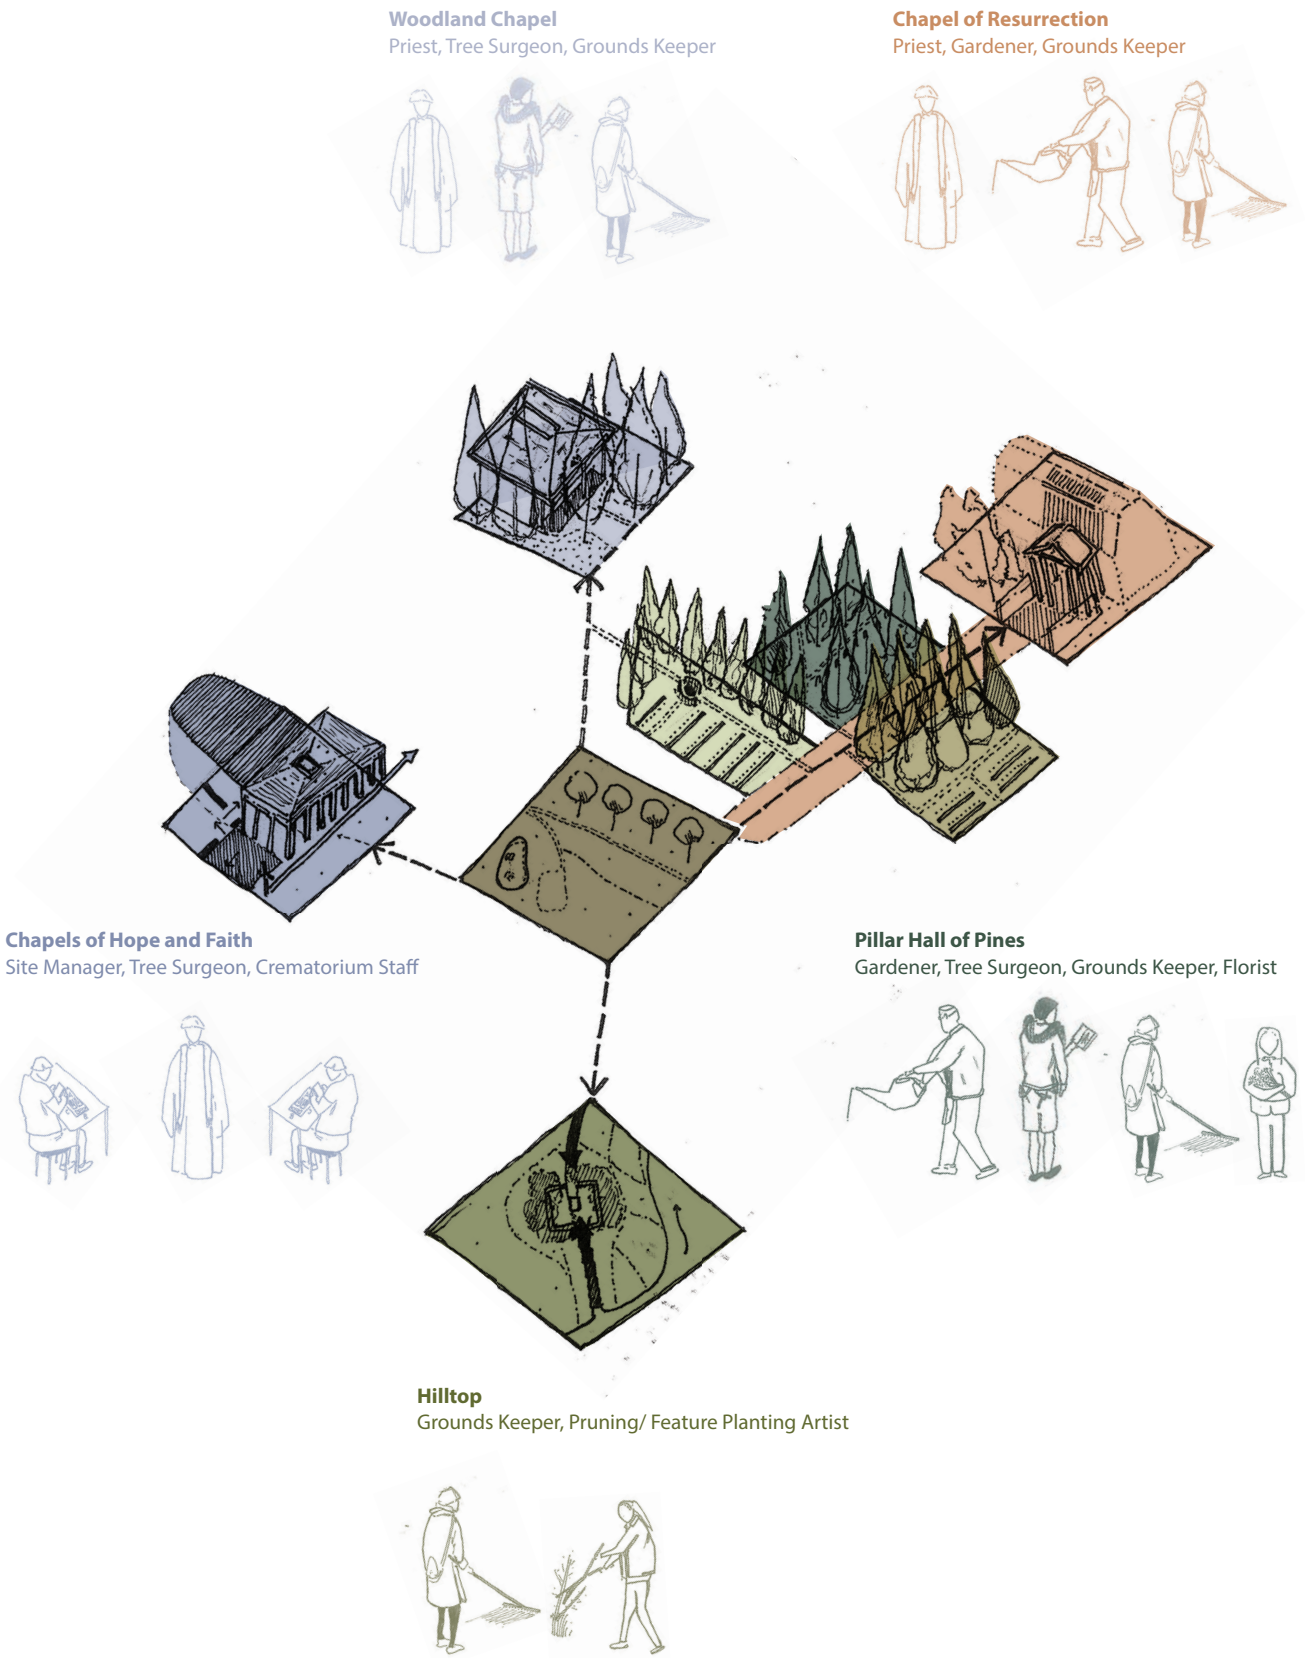 Woodland Chapel
Priest, Tree Surgeon, Grounds Keeper
Chapel of Resurrection
Priest, Gardener, Grounds Keeper
Chapels of Hope and Faith
Site Manager, Tree Surgeon, Crematorium Staff
Pillar Hall of Pines
Gardener, Tree Surgeon, Grounds Keeper, Florist
Hilltop
Grounds Keeper, Pruning/ Feature Planting Artist